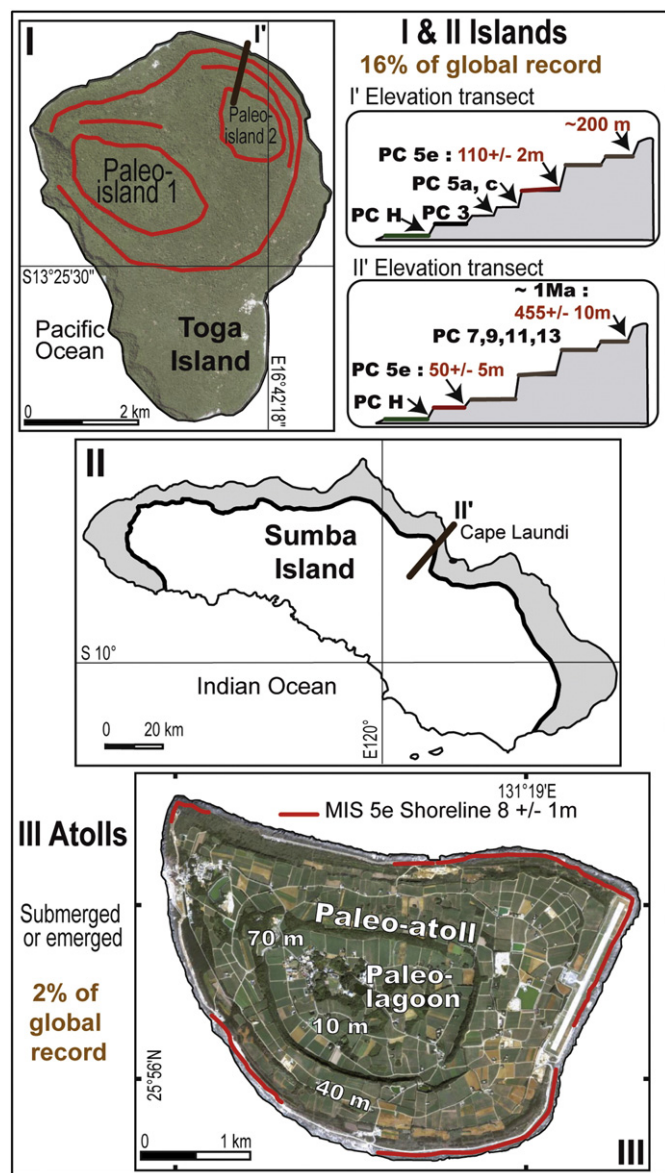 I
I'
Paleo-
island 2
Paleo-
island 1
S13°25'30"
Pacific
Ocean
Toga
Island
E16°42'18"
0 2 km
I & II Islands
16% of global record
I' Elevation transect
~200 m
PC 5e : 110+/- 2m
PC 5a, c
PC H
PC 3
II' Elevation transect
~ 1Ma :
455+/- 10m
PC 7,9,11,13
PC 5e : 50+/- 5m
PC H
II
II'
Cape Laundi
Sumba
Island
S 10°
Indian Ocean
0 20 km
E120°
131°19'E
III Atolls
MIS 5e Shoreline 8 +/- 1m
Submerged
or emerged
2% of
global
record
Paleo-atoll
70 m
Paleo-
lagoon
10 m
40 m
25°56'N
0 1 km
III